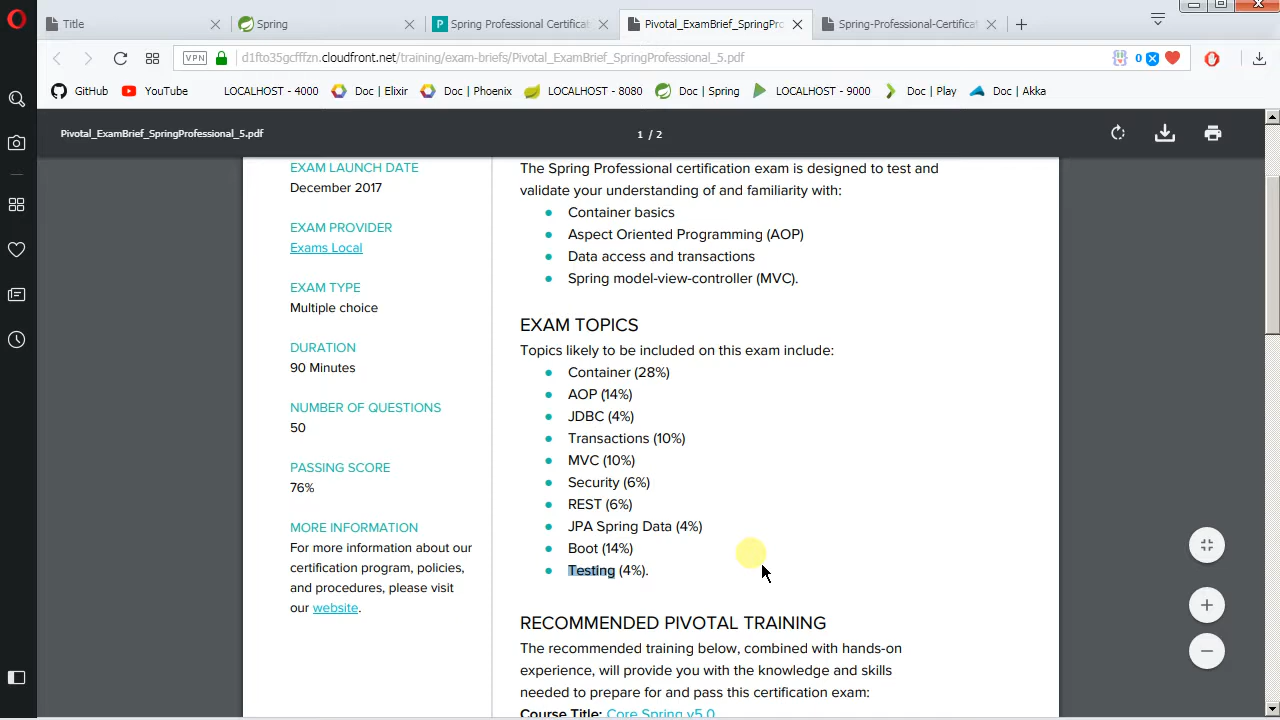 Title
Spring
Spring Professional Certifica
Pivotal_ExamBrief_SpringPro
Spring-Professional-Certifica
VPN
d1fto35gcfffzn.cloudfront.net/training/exam-briefs/Pivotal_ExamBrief_SpringProfessional_5.pdf
0
GitHub
YouTube
LOCALHOST - 4000
Doc | Elixir
Doc | Phoenix
LOCALHOST - 8080
Doc | Spring
LOCALHOST - 9000
Doc | Play
Doc | Akka
Pivotal_ExamBrief_SpringProfessional_5.pdf
1 / 2
EXAM LAUNCH DATE
December 2017
EXAM PROVIDER
Exams Local
EXAM TYPE
Multiple choice
DURATION
90 Minutes
NUMBER OF QUESTIONS
50
PASSING SCORE
76%
MORE INFORMATION
For more information about our
certification program, policies,
and procedures, please visit
our website.
The Spring Professional certification exam is designed to test and
validate your understanding of and familiarity with:
• Container basics
• Aspect Oriented Programming (AOP)
• Data access and transactions
• Spring model-view-controller (MVC).
EXAM TOPICS
Topics likely to be included on this exam include:
• Container (28%)
• AOP (14%)
• JDBC (4%)
• Transactions (10%)
• MVC (10%)
• Security (6%)
• REST (6%)
• JPA Spring Data (4%)
• Boot (14%)
• Testing (4%).
RECOMMENDED PIVOTAL TRAINING
The recommended training below, combined with hands-on
experience, will provide you with the knowledge and skills
needed to prepare for and pass this certification exam:
Course Title: Core Spring v5.0